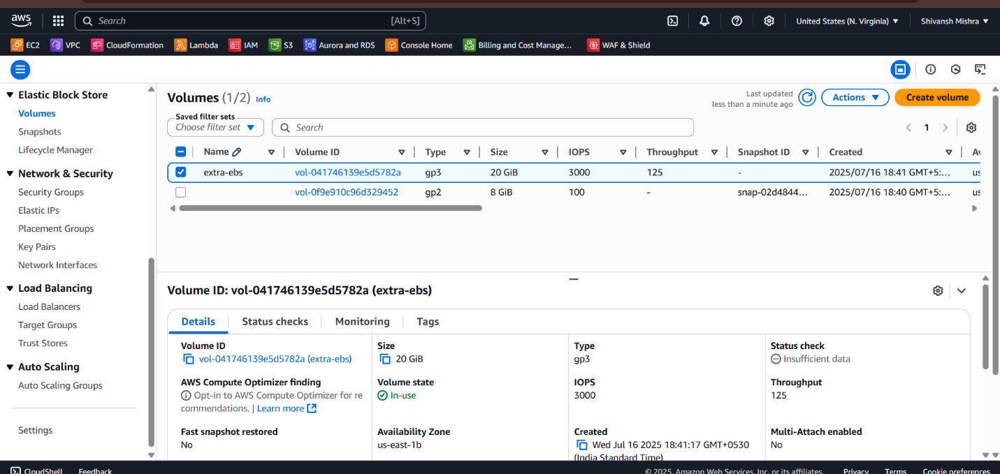 aws
Search [Alt+S]
United States (N. Virginia) Shivansh Mishra
EC2 VPC CloudFormation Lambda IAM S3 Aurora and RDS Console Home Billing and Cost Manage... WAF & Shield
Elastic Block Store
Volumes
Snapshots
Lifecycle Manager
Network & Security
Security Groups
Elastic IPs
Placement Groups
Key Pairs
Network Interfaces
Load Balancing
Load Balancers
Target Groups
Trust Stores
Auto Scaling
Auto Scaling Groups
Settings
Volumes (1/2) Info
Last updated
less than a minute ago
Actions
Create volume
Saved filter sets
Choose filter set
Search
1
Name Volume ID Type Size IOPS Throughput Snapshot ID Created
extra-ebs vol-041746139e5d5782a gp3 20 GiB 3000 125 - 2025/07/16 18:41 GMT+5:... us
vol-0f9e910c96d329452 gp2 8 GiB 100 - snap-02d4844... 2025/07/16 18:40 GMT+5:... us
Volume ID: vol-041746139e5d5782a (extra-ebs)
Details Status checks Monitoring Tags
Volume ID
vol-041746139e5d5782a (extra-ebs)
Size
20 GiB
Type
gp3
Status check
Insufficient data
AWS Compute Optimizer finding
Opt-in to AWS Compute Optimizer for re
commendations. | Learn more
Volume state
In-use
IOPS
3000
Throughput
125
Fast snapshot restored
No
Availability Zone
us-east-1b
Created
Wed Jul 16 2025 18:41:17 GMT+0530
(India Standard Time)
Multi-Attach enabled
No
CloudShell Feedback © 2025, Amazon Web Services, Inc. or its affiliates. Privacy Terms Cookie preferences